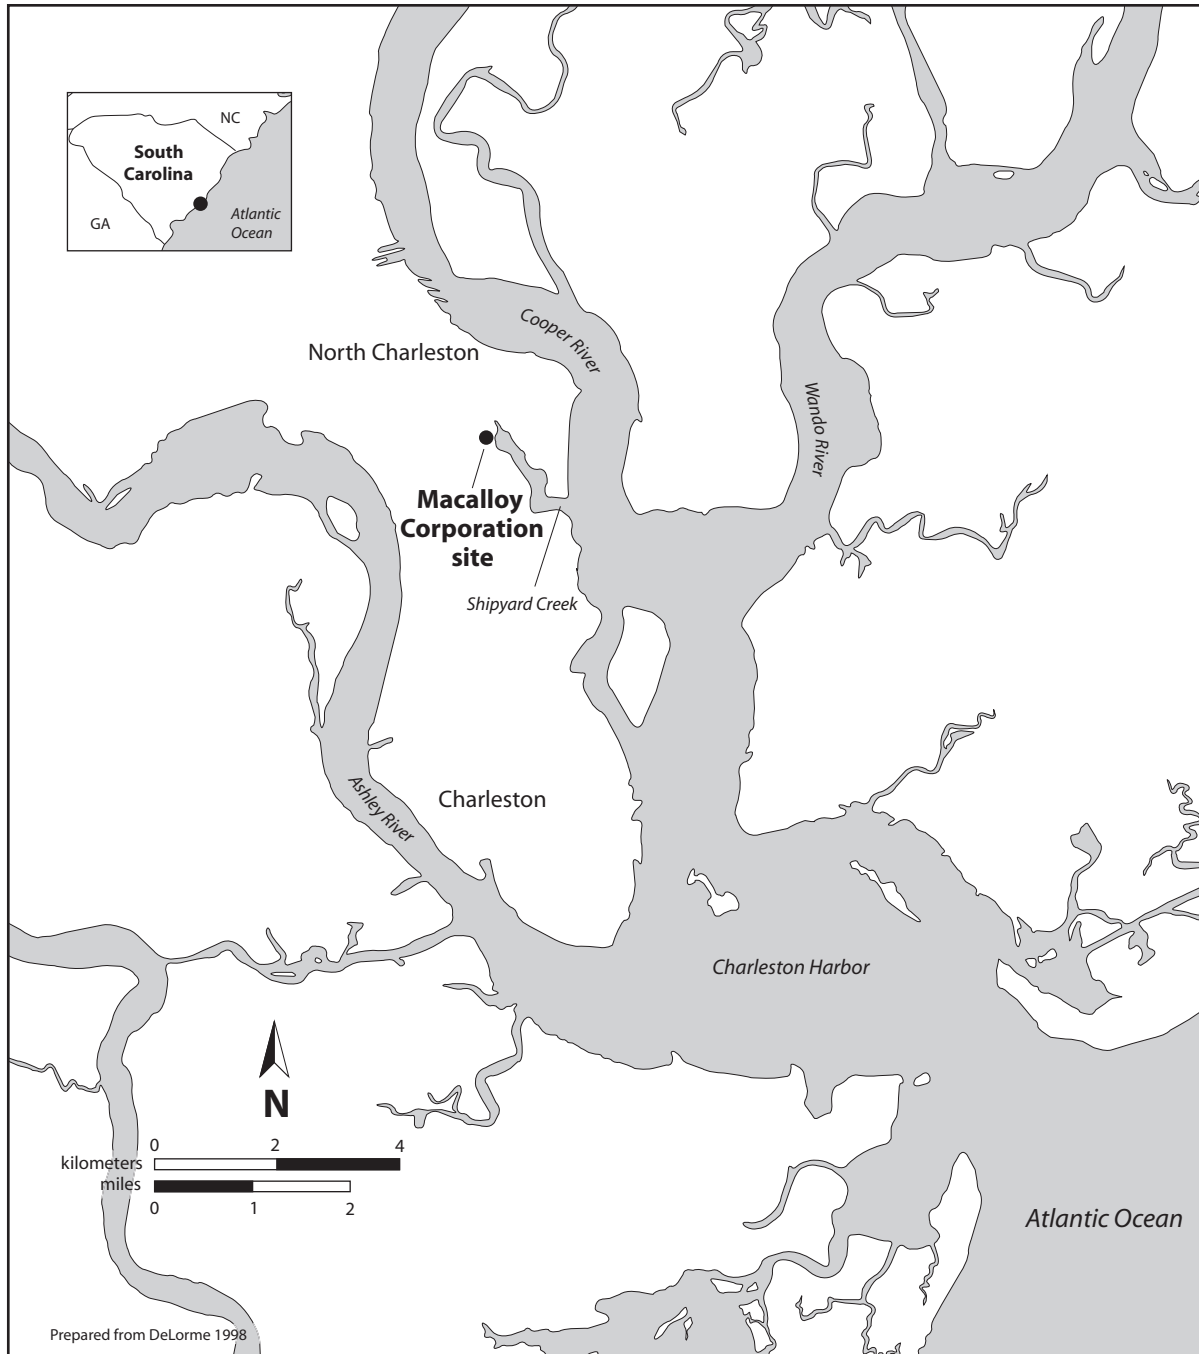 NC
South
Carolina
GA
Atlantic
Ocean
Cooper River
North Charleston
Wando River
Macalloy
Corporation
site
Shipyard Creek
Ashley River
Charleston
Charleston Harbor
N
0 2 4
kilometers
miles
0 1 2
Atlantic Ocean
Prepared from DeLorme 1998